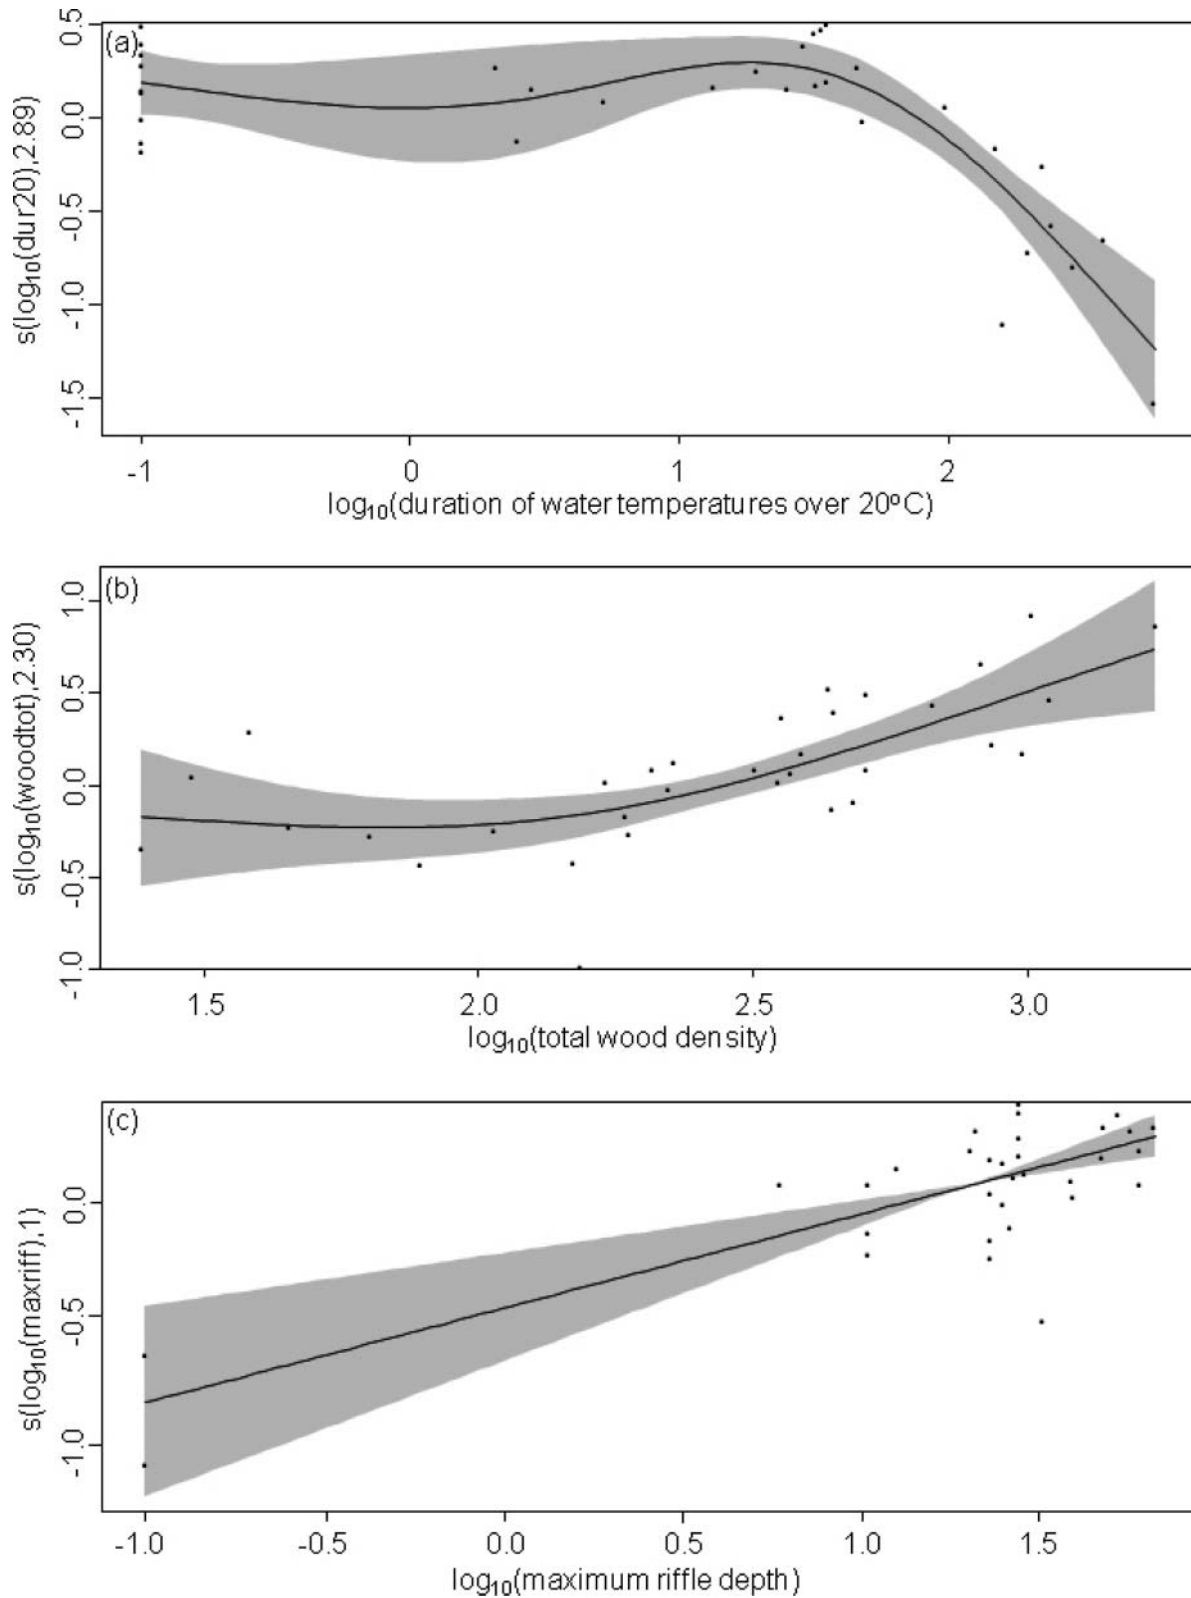 (a)
0.5
0.0
-0.5
-1.0
-1.5
s(log10(dur20),2.89)
-1 0 1 2
log10(duration of water temperatures over 20ºC)
(b)
1.0
0.5
0.0
-0.5
-1.0
s(log10(woodtot),2.30)
1.5 2.0 2.5 3.0
log10(total wood density)
(c)
0.0
-0.5
-1.0
s(log10(maxriff),1)
-1.0 -0.5 0.0 0.5 1.0 1.5
log10(maximum riffle depth)